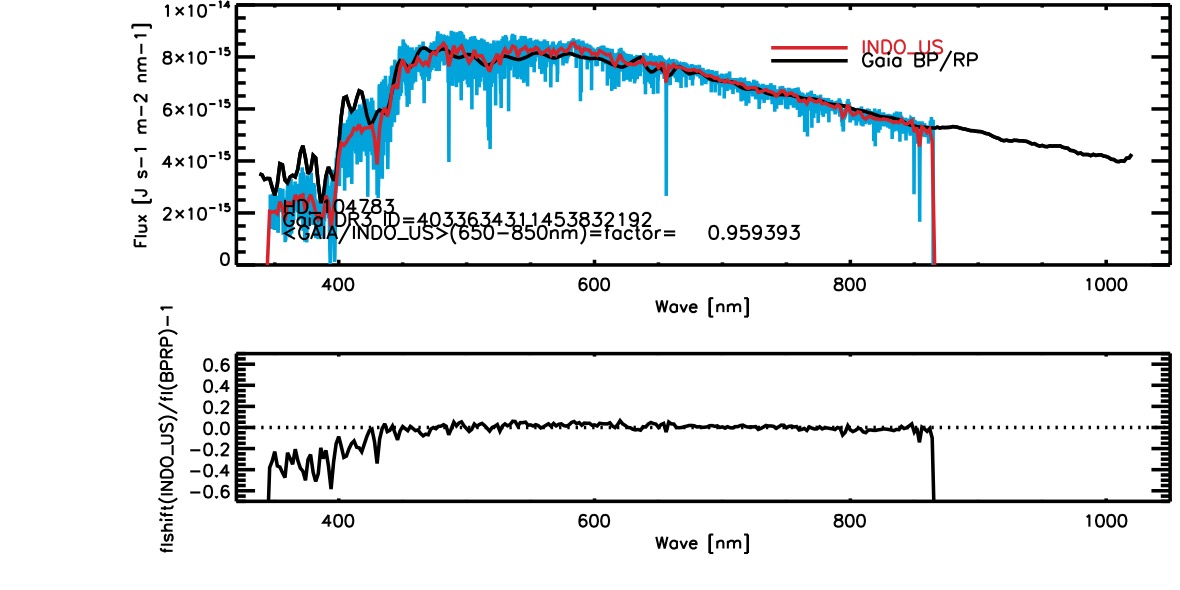 1×10−14
8×10−15
6×10−15
4×10−15
2×10−15
0
Flux [J s−1 m−2 nm−1]
INDO_US
Gaia BP/RP
HD_104783
Gaia DR3 ID=4033634311453832192
<GAIA/INDO_US>(650−850nm)=factor= 0.959393
400 600 800 1000
Wave [nm]
flshift(INDO_US)/fl(BPRP)−1
0.6
0.4
0.2
0.0
−0.2
−0.4
−0.6
400 600 800 1000
Wave [nm]